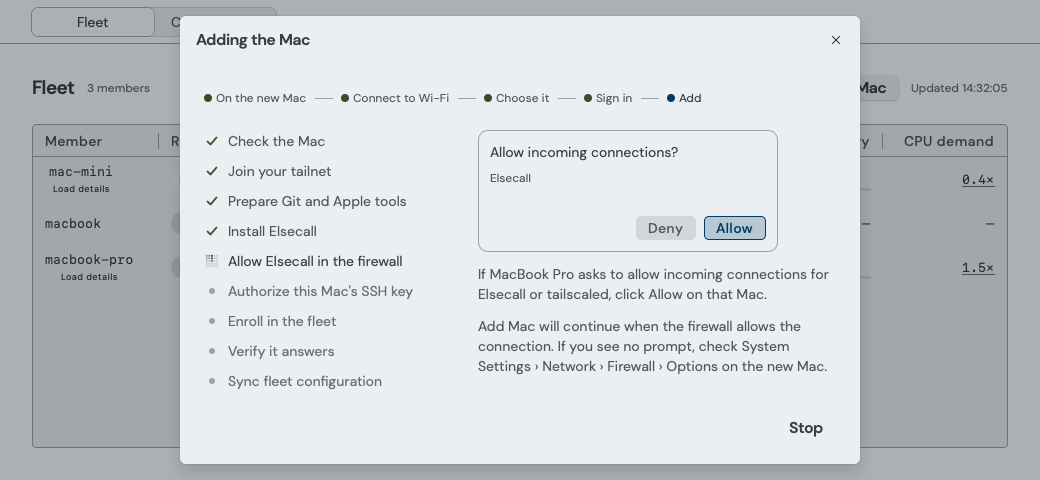 Fleet
Adding the Mac
Fleet 3 members
Mac
Updated 14:32:05
On the new Mac
Connect to Wi-Fi
Choose it
Sign in
Add
Member
CPU demand
mac-mini
Load details
0.4×
macbook
–
macbook-pro
Load details
1.5×
Check the Mac
Join your tailnet
Prepare Git and Apple tools
Install Elsecall
Allow Elsecall in the firewall
Authorize this Mac's SSH key
Enroll in the fleet
Verify it answers
Sync fleet configuration
Allow incoming connections?
Elsecall
Deny
Allow
If MacBook Pro asks to allow incoming connections for
Elsecall or tailscaled, click Allow on that Mac.
Add Mac will continue when the firewall allows the
connection. If you see no prompt, check System
Settings › Network › Firewall › Options on the new Mac.
Stop